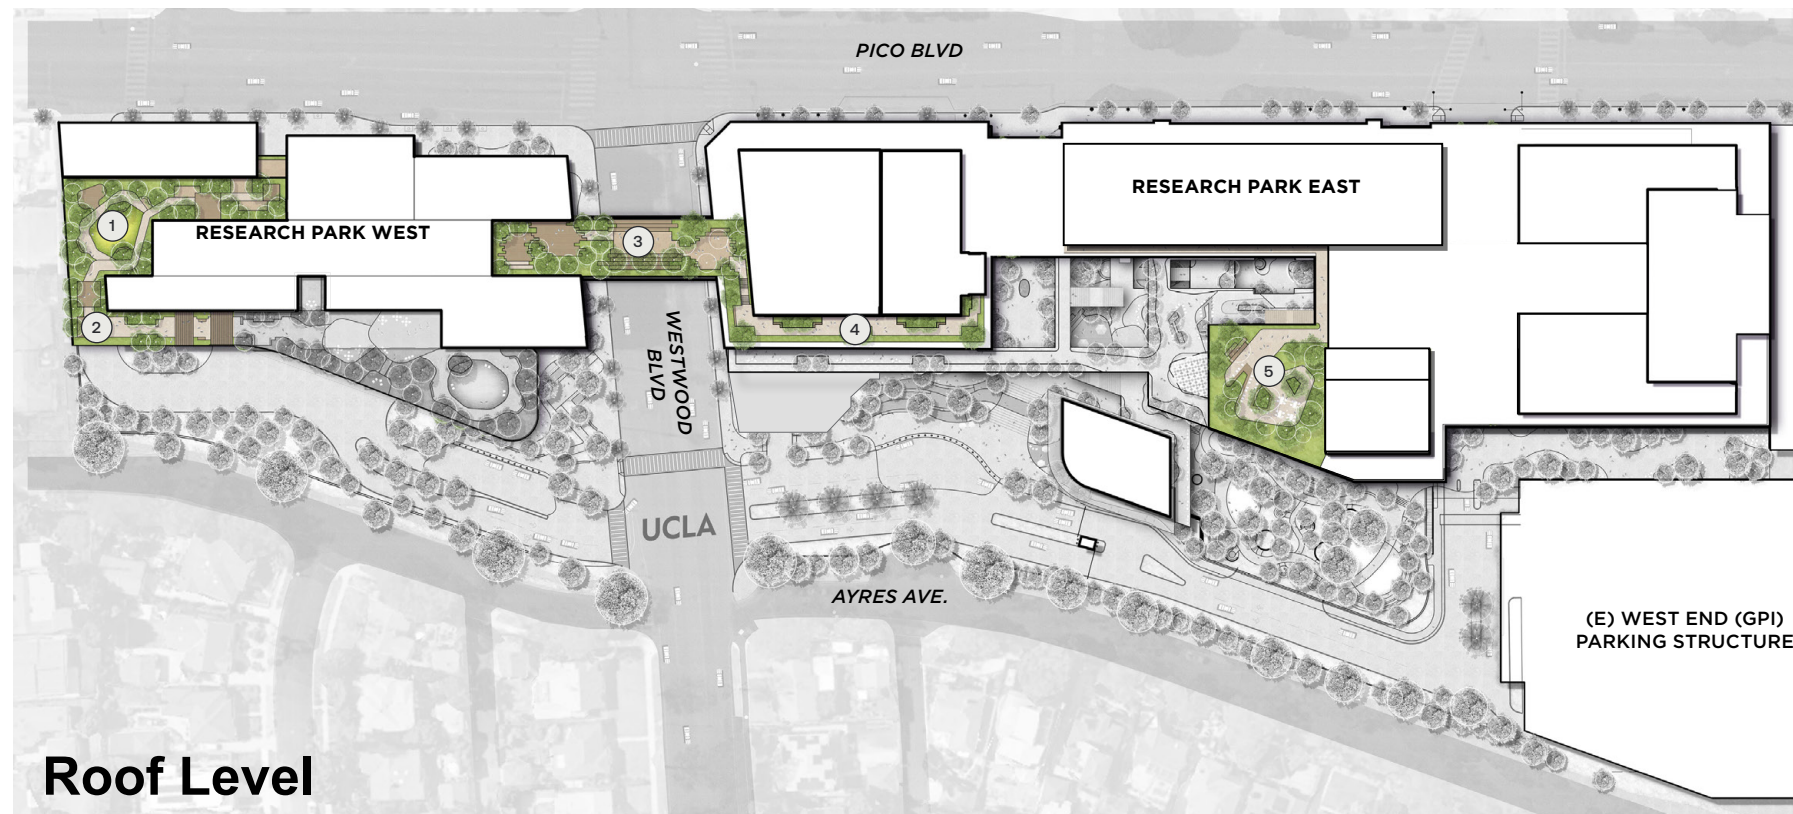 PICO BLVD
RESEARCH PARK EAST
1
RESEARCH PARK WEST
3
2
4
WESTWOOD
BLVD
5
UCLA
AYRES AVE.
(E) WEST END (GPI)
PARKING STRUCTURE
Roof Level